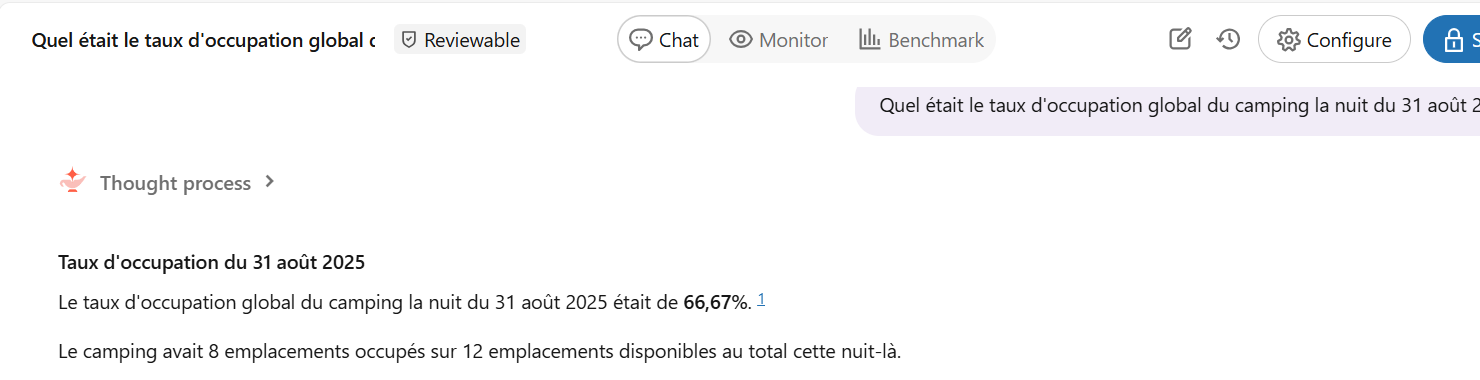 Quel était le taux d'occupation global
Reviewable
Chat
Monitor
Benchmark
Configure
Quel était le taux d'occupation global du camping la nuit du 31 août
Thought process
Taux d'occupation du 31 août 2025
Le taux d'occupation global du camping la nuit du 31 août 2025 était de 66,67%. 1
Le camping avait 8 emplacements occupés sur 12 emplacements disponibles au total cette nuit-là.